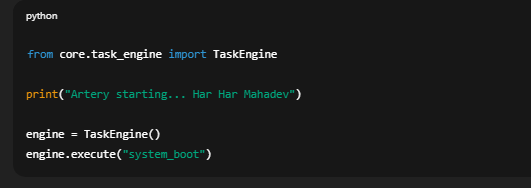 python
from core.task_engine import TaskEngine
print("Artery starting... Har Har Mahadev")
engine = TaskEngine()
engine.execute("system_boot")